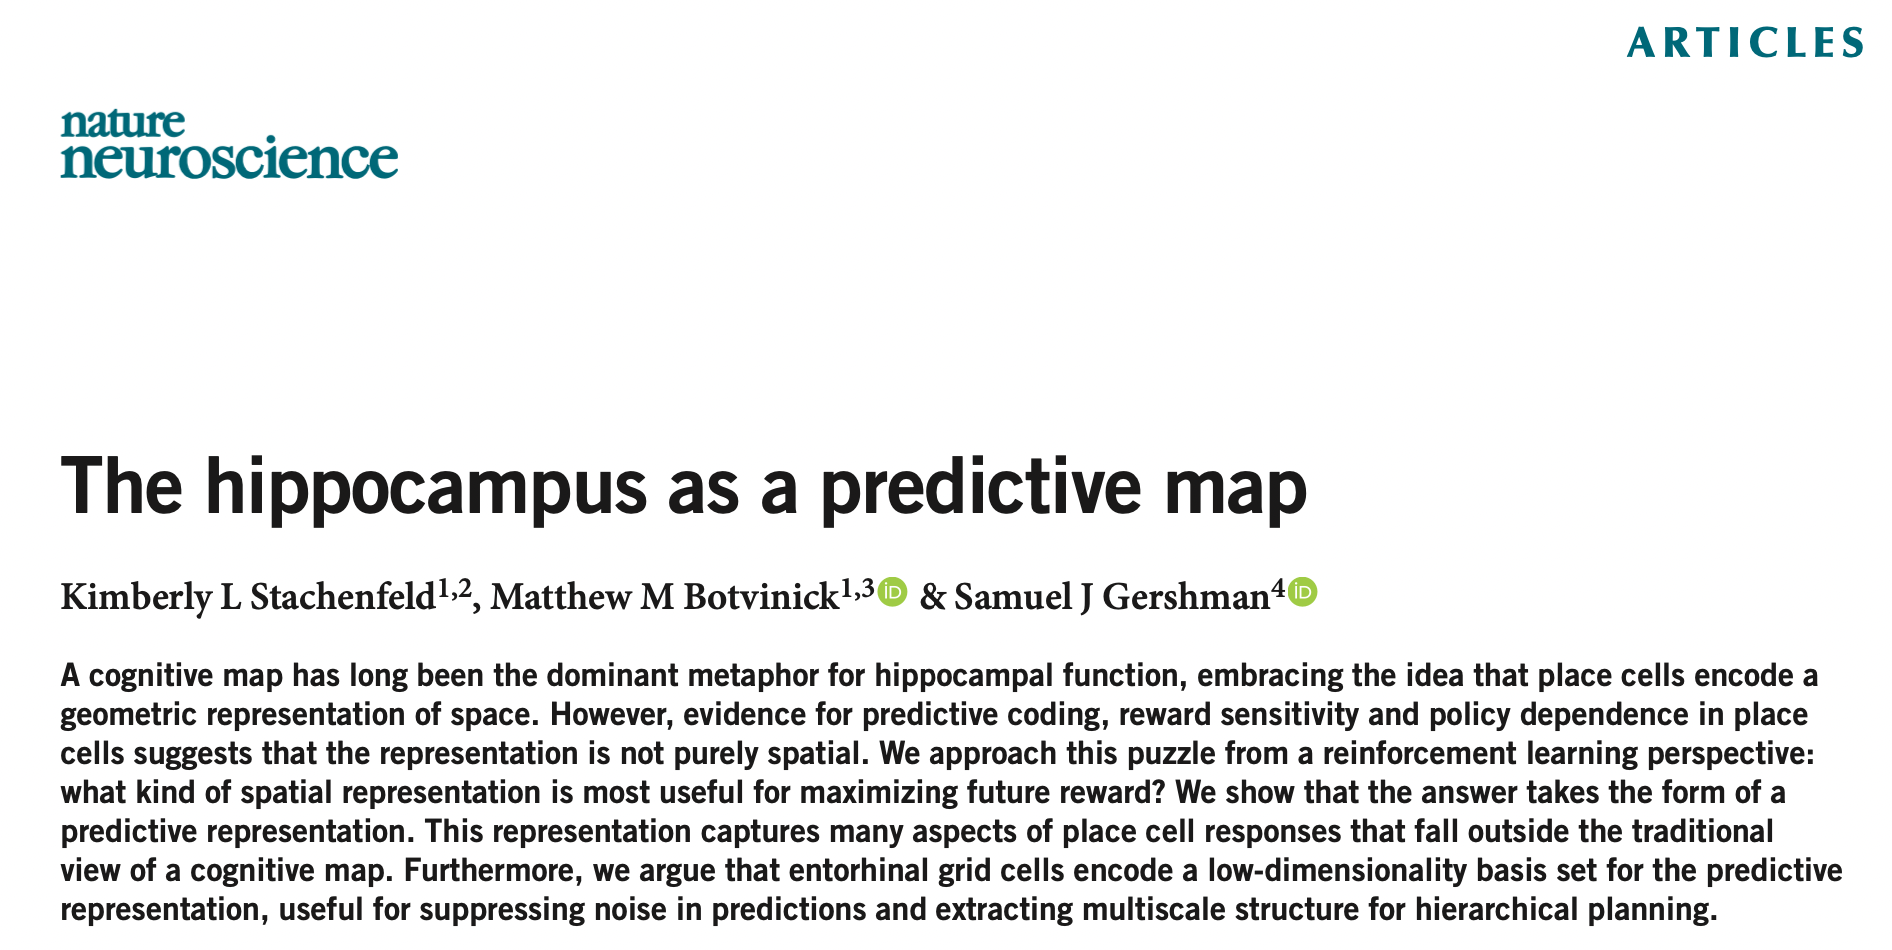 ARTICLES
nature
neuroscience
The hippocampus as a predictive map
Kimberly L Stachenfeld1,2, Matthew M Botvinick1,3 iD & Samuel J Gershman4 iD
A cognitive map has long been the dominant metaphor for hippocampal function, embracing the idea that place cells encode a
geometric representation of space. However, evidence for predictive coding, reward sensitivity and policy dependence in place
cells suggests that the representation is not purely spatial. We approach this puzzle from a reinforcement learning perspective:
what kind of spatial representation is most useful for maximizing future reward? We show that the answer takes the form of a
predictive representation. This representation captures many aspects of place cell responses that fall outside the traditional
view of a cognitive map. Furthermore, we argue that entorhinal grid cells encode a low-dimensionality basis set for the predictive
representation, useful for suppressing noise in predictions and extracting multiscale structure for hierarchical planning.